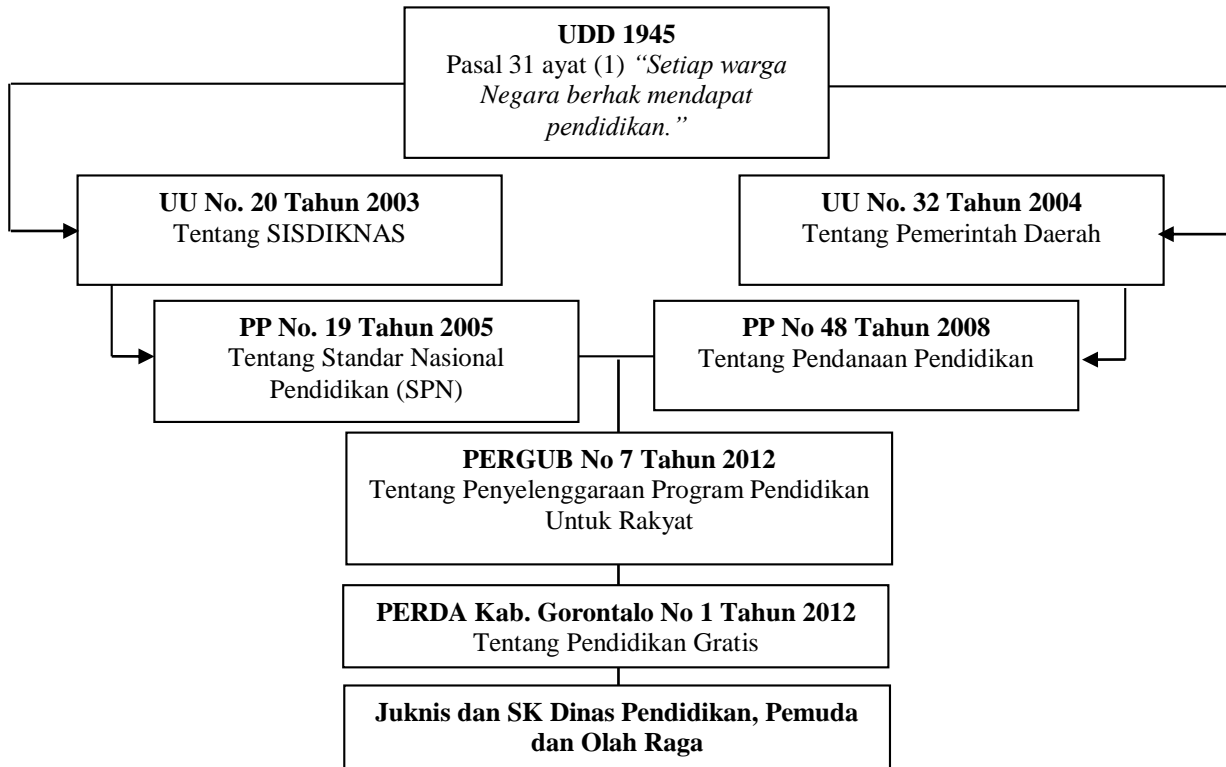 UDD 1945
Pasal 31 ayat (1) “Setiap warga
Negara berhak mendapat
pendidikan.”
UU No. 20 Tahun 2003
Tentang SISDIKNAS
UU No. 32 Tahun 2004
Tentang Pemerintah Daerah
PP No. 19 Tahun 2005
Tentang Standar Nasional
Pendidikan (SPN)
PP No 48 Tahun 2008
Tentang Pendanaan Pendidikan
PERGUB No 7 Tahun 2012
Tentang Penyelenggaraan Program Pendidikan
Untuk Rakyat
PERDA Kab. Gorontalo No 1 Tahun 2012
Tentang Pendidikan Gratis
Juknis dan SK Dinas Pendidikan, Pemuda
dan Olah Raga